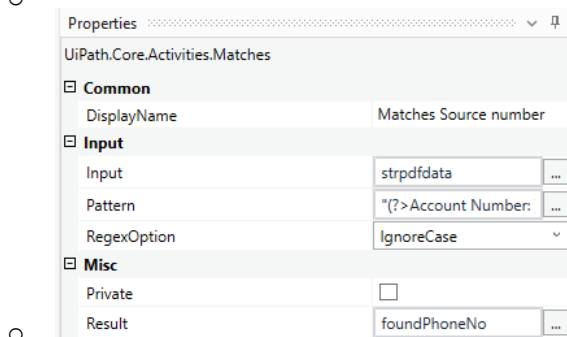 Properties
UiPath.Core.Activities.Matches
Common
DisplayName Matches Source number
Input
Input strpdfdata ...
Pattern "(?>Account Number: ...
RegexOption IgnoreCase
Misc
Private
Result foundPhoneNo ...